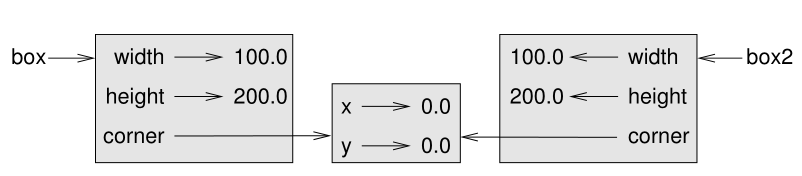 box
width 100.0
height 200.0
corner
x 0.0
y 0.0
100.0 width
200.0 height
corner
box2